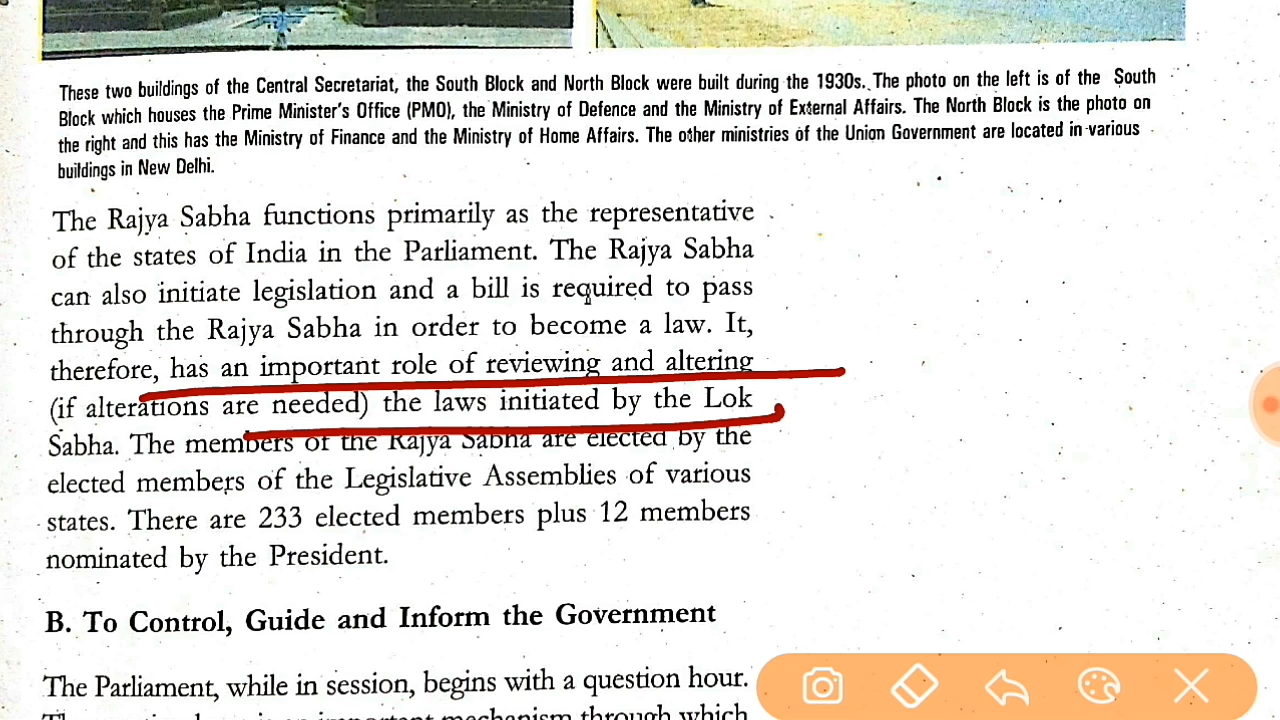 These two buildings of the Central Secretariat, the South Block and North Block were built during the 1930s. The photo on the left is of the South
Block which houses the Prime Minister's Office (PMO), the Ministry of Defence and the Ministry of External Affairs. The North Block is the photo on
the right and this has the Ministry of Finance and the Ministry of Home Affairs. The other ministries of the Union Government are located in various
buildings in New Delhi.
The Rajya Sabha functions primarily as the representative
of the states of India in the Parliament. The Rajya Sabha
can also initiate legislation and a bill is required to pass
through the Rajya Sabha in order to become a law. It,
therefore, has an important role of reviewing and altering
(if alterations are needed) the laws initiated by the Lok
Sabha. The members of the Rajya Sabha are elected by the
elected members of the Legislative Assemblies of various
states. There are 233 elected members plus 12 members
nominated by the President.
B. To Control, Guide and Inform the Government
The Parliament, while in session, begins with a question hour.
important mechanism through which